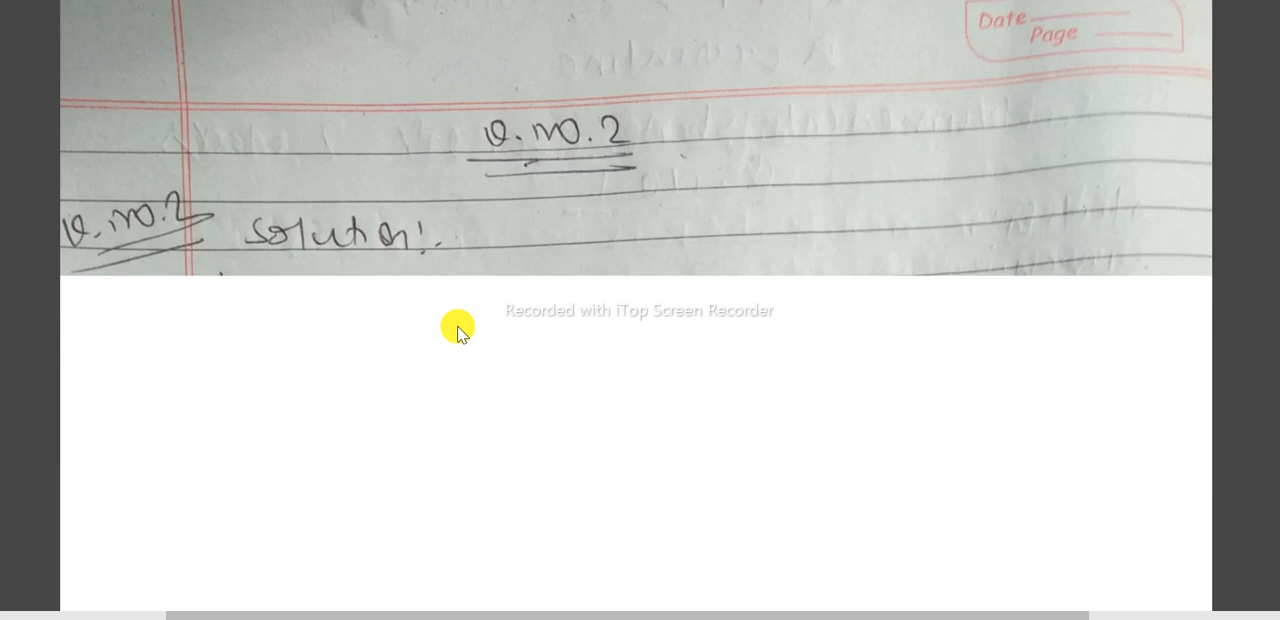 Date
Page
Q. NO. 2
Q. NO. 2 Solution:-
Recorded with iTop Screen Recorder